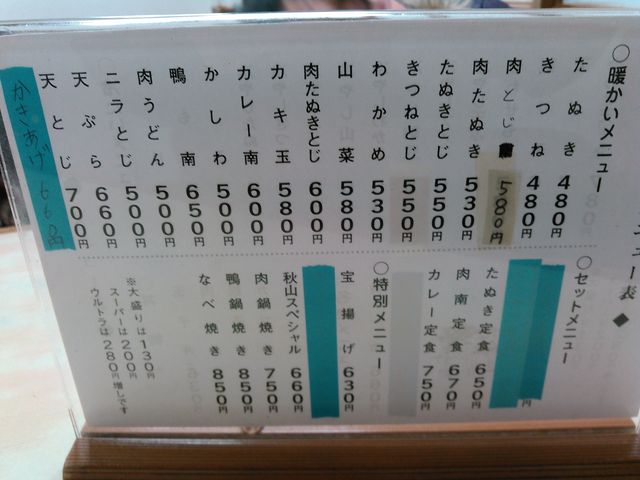 ュー表◆
○暖かいメニュー
たぬき 480円
きつね 480円
肉とじ 580円
肉たぬき 530円
たぬきとじ 550円
きつねとじ 550円
わかめ 530円
山菜 580円
肉たぬきとじ 600円
カキ玉 580円
カレー南 600円
かしわ 500円
鴨南 650円
肉うどん 500円
ニラとじ 500円
天ぷら 660円
天とじ 700円
かきあげ 660円
○セットメニュー
円
たぬき定食 650円
肉南定食 670円
カレー定食 750円
○特別メニュー
宝揚げ 630円
秋山スペシャル 660円
肉鍋焼き 750円
鴨鍋焼き 850円
なべ焼き 850円
※大盛りは130円
スーパーは200円
ウルトラは280円増しです